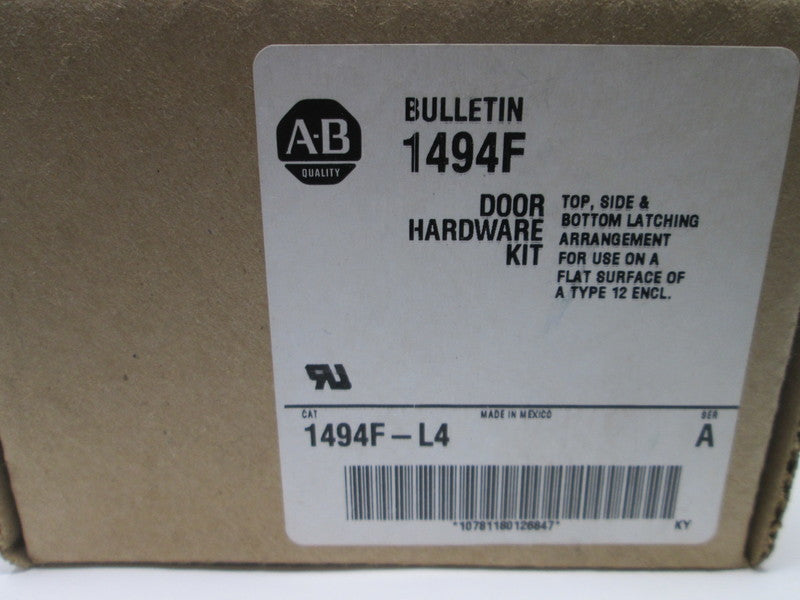 A-B
QUALITY
BULLETIN
1494F
DOOR
HARDWARE
KIT
TOP, SIDE &
BOTTOM LATCHING
ARRANGEMENT
FOR USE ON A
FLAT SURFACE OF
A TYPE 12 ENCL.
CAT
MADE IN MEXICO
SER
1494F-L4
A
*10781180126847*
KY